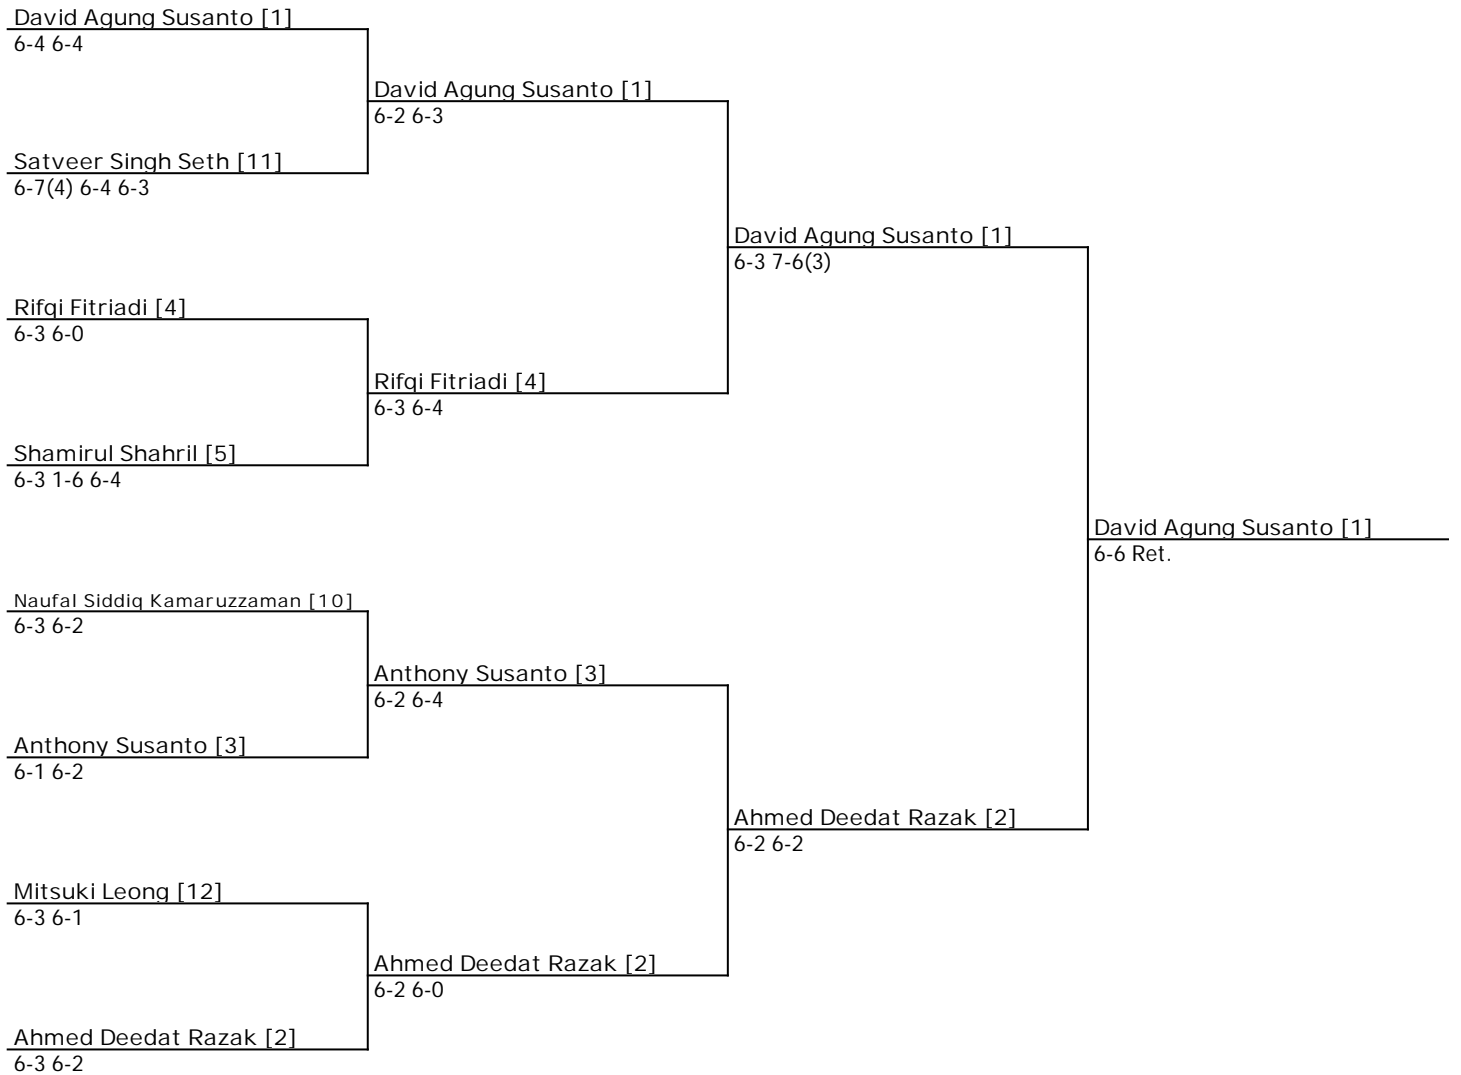 David Agung Susanto [1]
6-4 6-4
David Agung Susanto [1]
6-2 6-3
Satveer Singh Seth [11]
6-7(4) 6-4 6-3
David Agung Susanto [1]
6-3 7-6(3)
Rifqi Fitriadi [4]
6-3 6-0
Rifqi Fitriadi [4]
6-3 6-4
Shamirul Shahril [5]
6-3 1-6 6-4
David Agung Susanto [1]
6-6 Ret.
Naufal Siddiq Kamaruzzaman [10]
6-3 6-2
Anthony Susanto [3]
6-2 6-4
Anthony Susanto [3]
6-1 6-2
Ahmed Deedat Razak [2]
6-2 6-2
Mitsuki Leong [12]
6-3 6-1
Ahmed Deedat Razak [2]
6-2 6-0
Ahmed Deedat Razak [2]
6-3 6-2